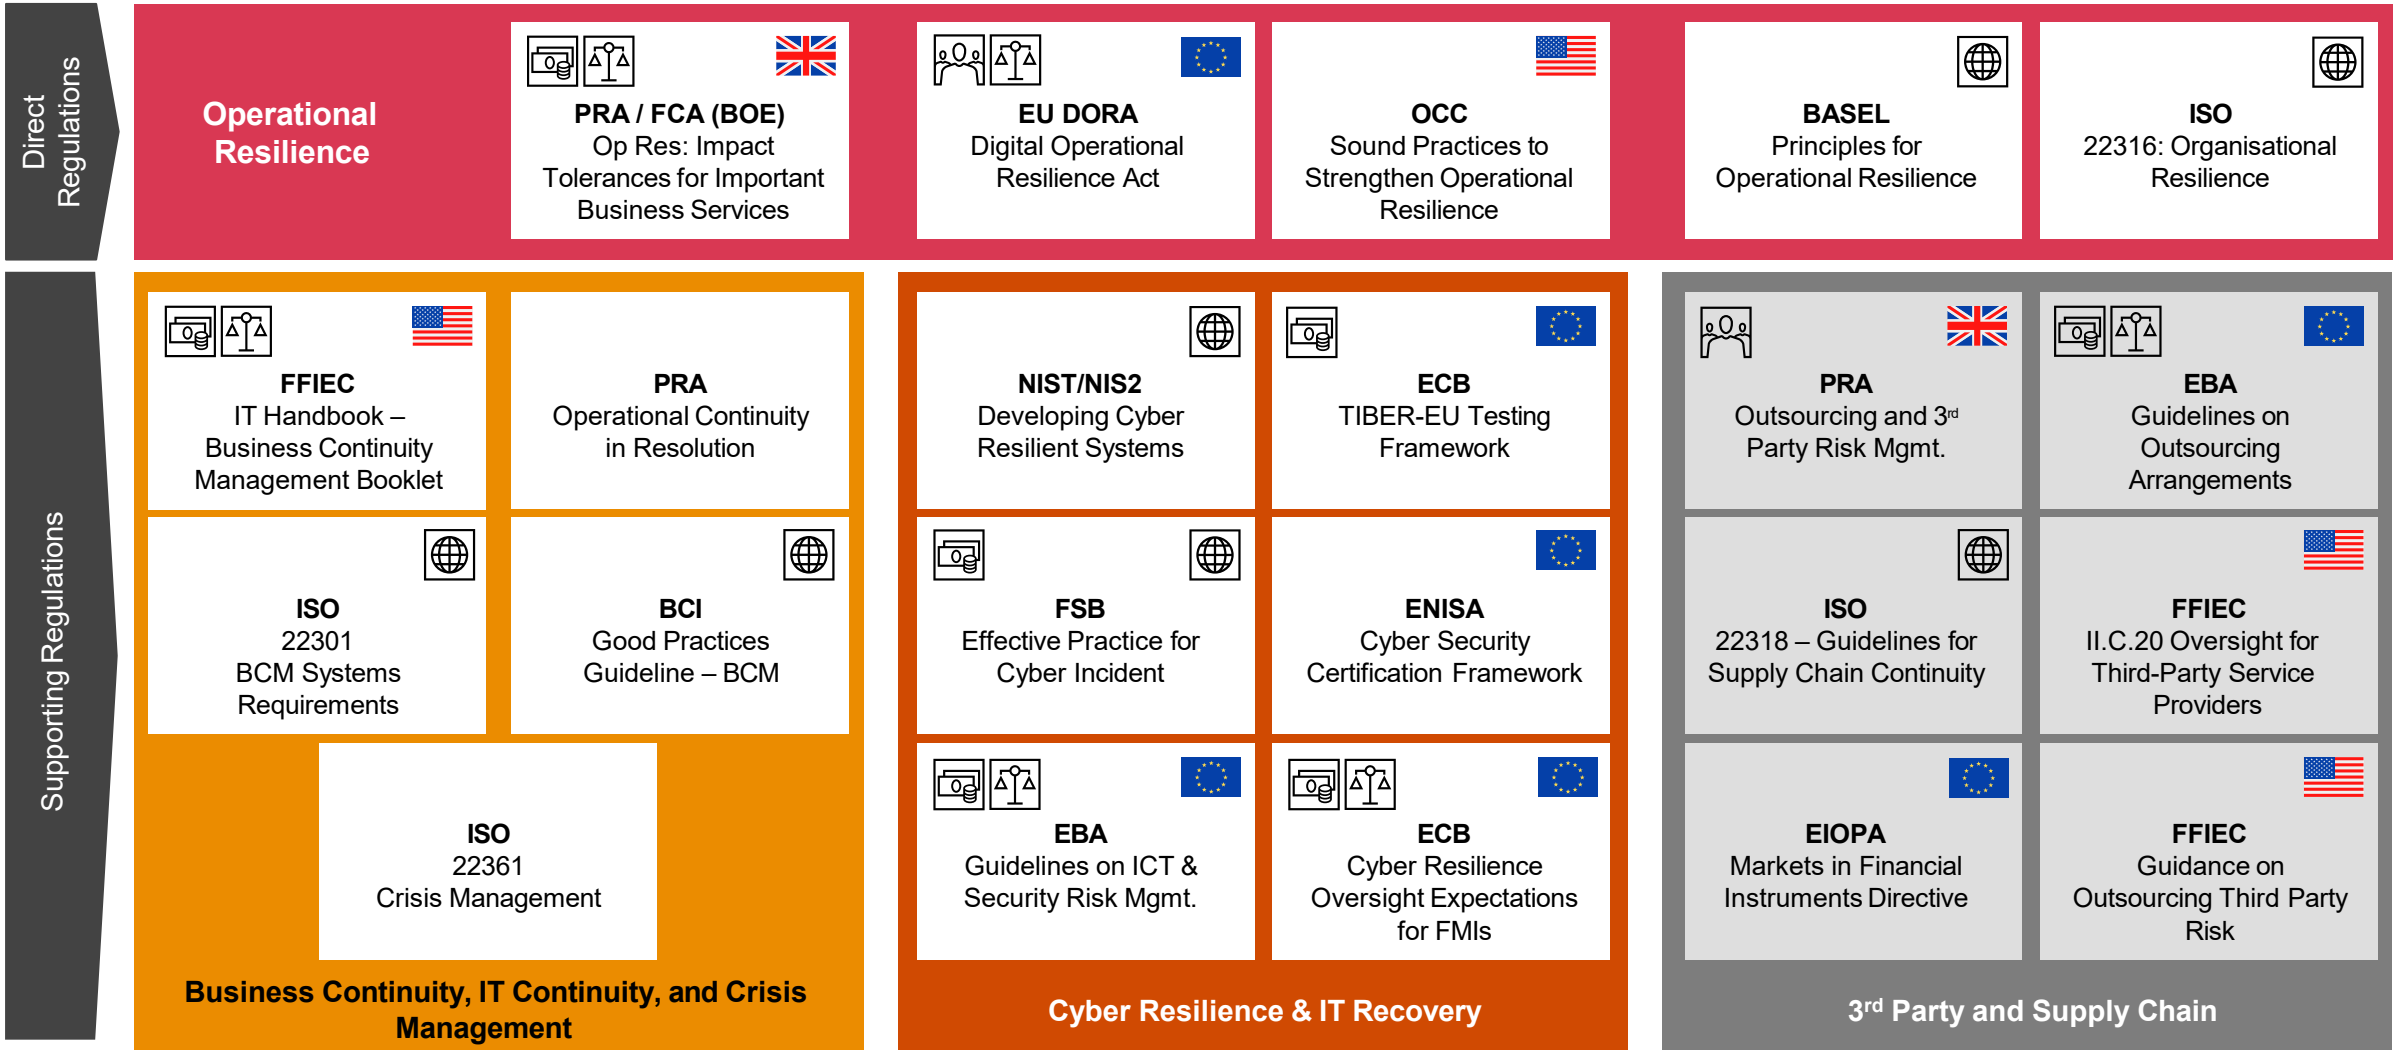 Direct
Regulations
Operational
Resilience
PRA / FCA (BOE)
Op Res: Impact
Tolerances for Important
Business Services
EU DORA
Digital Operational
Resilience Act
OCC
Sound Practices to
Strengthen Operational
Resilience
BASEL
Principles for
Operational Resilience
ISO
22316: Organisational
Resilience
Supporting Regulations
FFIEC
IT Handbook –
Business Continuity
Management Booklet
PRA
Operational Continuity
in Resolution
ISO
22301
BCM Systems
Requirements
BCI
Good Practices
Guideline – BCM
ISO
22361
Crisis Management
Business Continuity, IT Continuity, and Crisis
Management
NIST/NIS2
Developing Cyber
Resilient Systems
ECB
TIBER-EU Testing
Framework
FSB
Effective Practice for
Cyber Incident
ENISA
Cyber Security
Certification Framework
EBA
Guidelines on ICT &
Security Risk Mgmt.
ECB
Cyber Resilience
Oversight Expectations
for FMIs
Cyber Resilience & IT Recovery
PRA
Outsourcing and 3rd
Party Risk Mgmt.
EBA
Guidelines on
Outsourcing
Arrangements
ISO
22318 – Guidelines for
Supply Chain Continuity
FFIEC
II.C.20 Oversight for
Third-Party Service
Providers
EIOPA
Markets in Financial
Instruments Directive
FFIEC
Guidance on
Outsourcing Third Party
Risk
3rd Party and Supply Chain